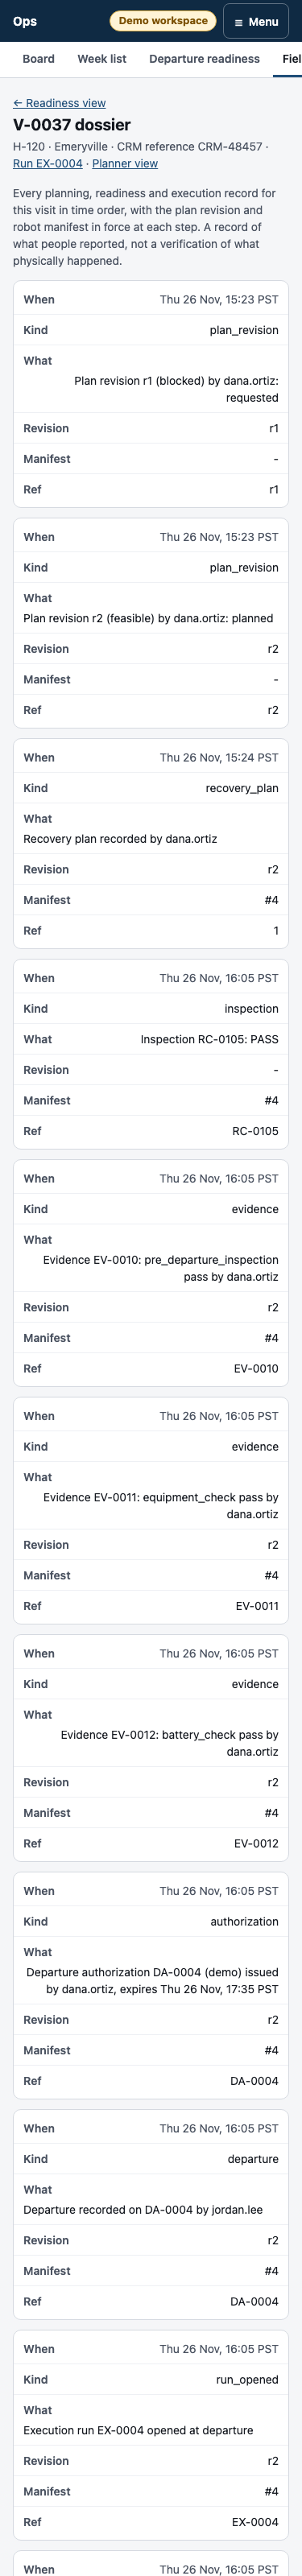 Ops
Demo workspace
≡ Menu
Board Week list Departure readiness Fiel
← Readiness view
V-0037 dossier
H-120 · Emeryville · CRM reference CRM-48457 ·
Run EX-0004 · Planner view
Every planning, readiness and execution record for
this visit in time order, with the plan revision and
robot manifest in force at each step. A record of
what people reported, not a verification of what
physically happened.
When Thu 26 Nov, 15:23 PST
Kind plan_revision
What
Plan revision r1 (blocked) by dana.ortiz:
requested
Revision r1
Manifest -
Ref r1
When Thu 26 Nov, 15:23 PST
Kind plan_revision
What
Plan revision r2 (feasible) by dana.ortiz: planned
Revision r2
Manifest -
Ref r2
When Thu 26 Nov, 15:24 PST
Kind recovery_plan
What
Recovery plan recorded by dana.ortiz
Revision r2
Manifest #4
Ref 1
When Thu 26 Nov, 16:05 PST
Kind inspection
What Inspection RC-0105: PASS
Revision -
Manifest #4
Ref RC-0105
When Thu 26 Nov, 16:05 PST
Kind evidence
What
Evidence EV-0010: pre_departure_inspection
pass by dana.ortiz
Revision r2
Manifest #4
Ref EV-0010
When Thu 26 Nov, 16:05 PST
Kind evidence
What
Evidence EV-0011: equipment_check pass by
dana.ortiz
Revision r2
Manifest #4
Ref EV-0011
When Thu 26 Nov, 16:05 PST
Kind evidence
What
Evidence EV-0012: battery_check pass by
dana.ortiz
Revision r2
Manifest #4
Ref EV-0012
When Thu 26 Nov, 16:05 PST
Kind authorization
What
Departure authorization DA-0004 (demo) issued
by dana.ortiz, expires Thu 26 Nov, 17:35 PST
Revision r2
Manifest #4
Ref DA-0004
When Thu 26 Nov, 16:05 PST
Kind departure
What
Departure recorded on DA-0004 by jordan.lee
Revision r2
Manifest #4
Ref DA-0004
When Thu 26 Nov, 16:05 PST
Kind run_opened
What
Execution run EX-0004 opened at departure
Revision r2
Manifest #4
Ref EX-0004
When Thu 26 Nov, 16:05 PST